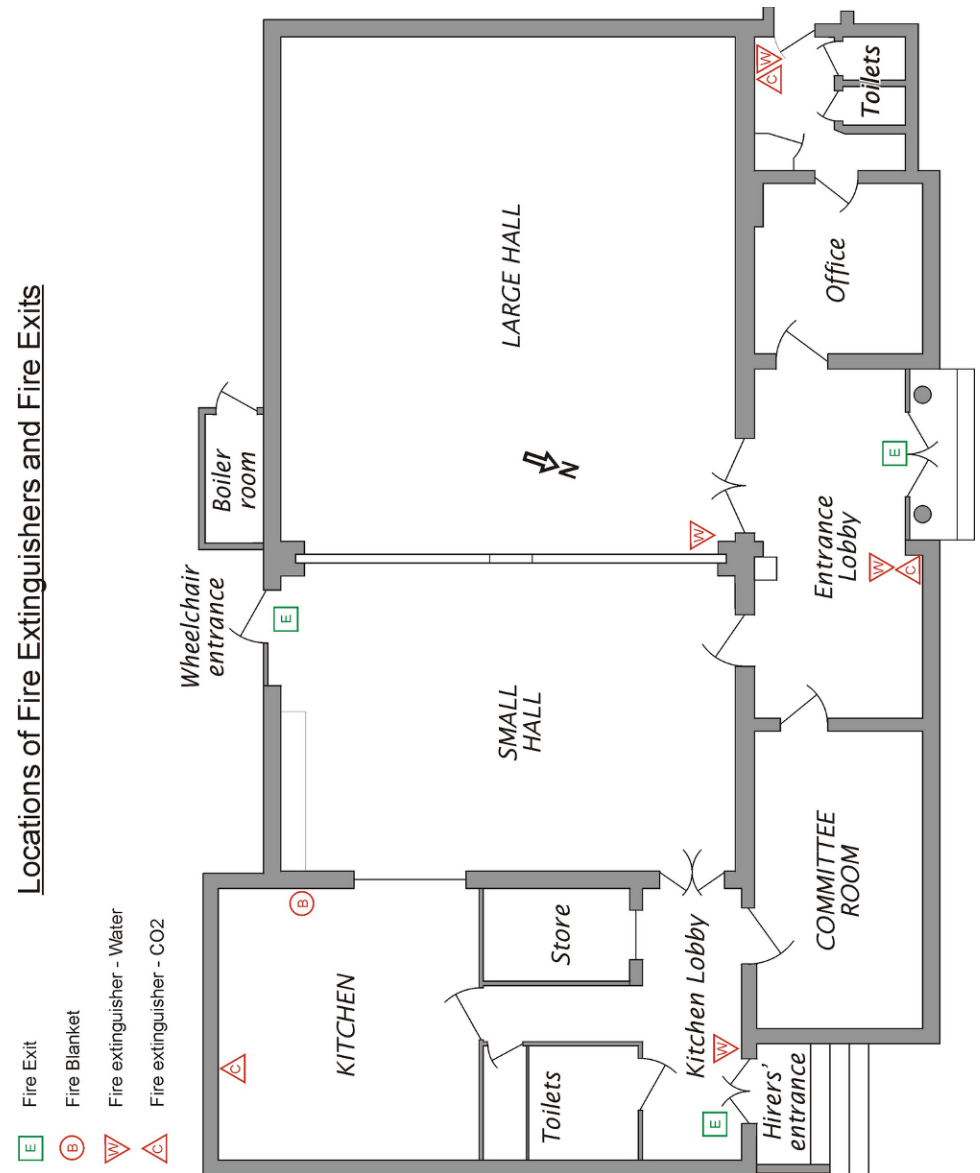 Locations of Fire Extinguishers and Fire Exits
E Fire Exit
B Fire Blanket
W Fire extinguisher - Water
C Fire extinguisher - CO2
Boiler
room
Wheelchair
entrance
E
LARGE HALL
N
W
SMALL
HALL
W
C
Toilets
Office
E
Entrance
Lobby
W
C
B
C
KITCHEN
Store
Toilets
Kitchen Lobby
W
E
COMMITTEE
ROOM
Hirers'
entrance